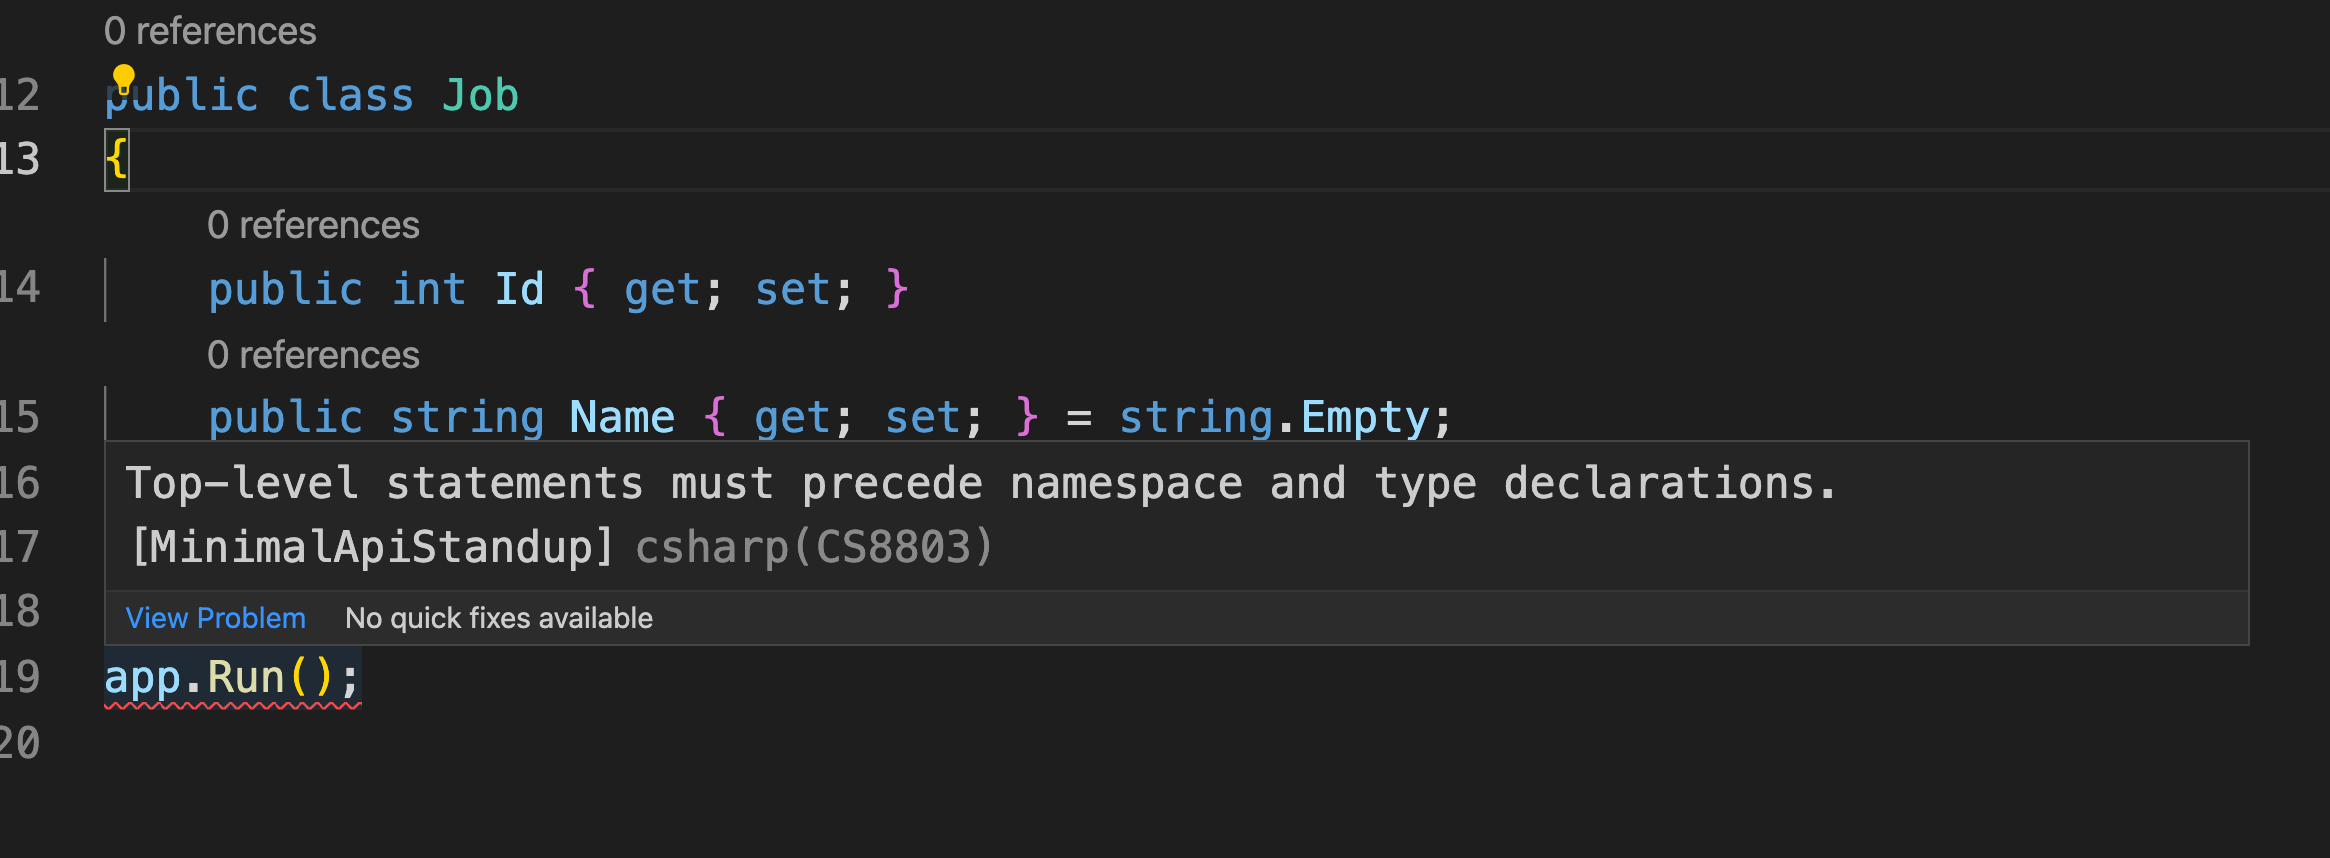 0 references
12 public class Job
13 {
0 references
14 public int Id { get; set; }
0 references
15 public string Name { get; set; } = string.Empty;
16 Top-level statements must precede namespace and type declarations.
17 [MinimalApiStandup] csharp(CS8803)
18 View Problem No quick fixes available
19 app.Run();
20